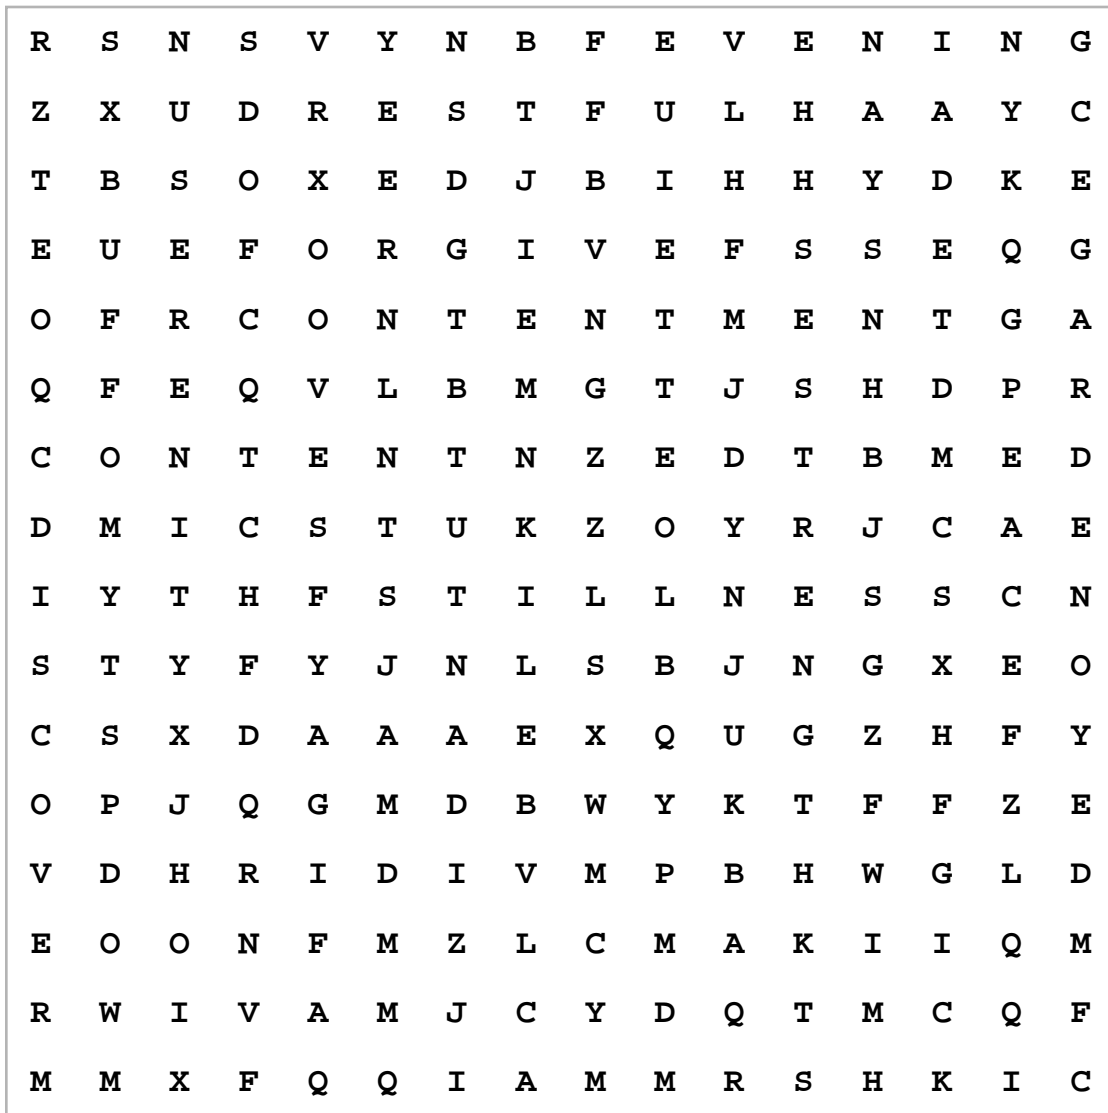 R S N S V Y N B F E V E N I N G
Z X U D R E S T F U L H A A Y C
T B S O X E D J B I H H Y D K E
E U E F O R G I V E F S S E Q G
O F R C O N T E N T M E N T G A
Q F E Q V L B M G T J S H D P R
C O N T E N T N Z E D T B M E D
D M I C S T U K Z O Y R J C A E
I Y T H F S T I L L N E S S C N
S T Y F Y J N L S B J N G X E O
C S X D A A A E X Q U G Z H F Y
O P J Q G M D B W Y K T F F Z E
V D H R I D I V M P B H W G L D
E O O N F M Z L C M A K I I Q M
R W I V A M J C Y D Q T M C Q F
M M X F Q Q I A M M R S H K I C